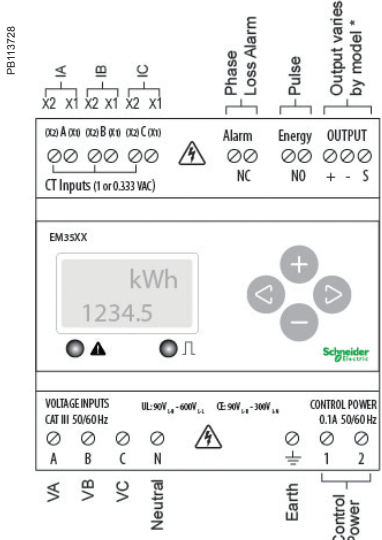 PB113728
IA IB IC
Phase
Loss Alarm
Pulse
Output varies
by model *
X2 X1 X2 X1 X2 X1
(X2) A (X1) (X2) B (X1) (X2) C (X1)
Alarm Energy OUTPUT
NC NO + - S
CT Inputs (1 or 0.333 VAC)
EM35XX
kWh
1234.5
Schneider
Electric
VOLTAGE INPUTS
CAT III 50/60 Hz
UL: 90V L-N - 600V L-L CE: 90V L-N - 300V L-N
CONTROL POWER
0.1A 50/60 Hz
A B C N 1 2
VA VB VC Neutral Earth
Control
Power